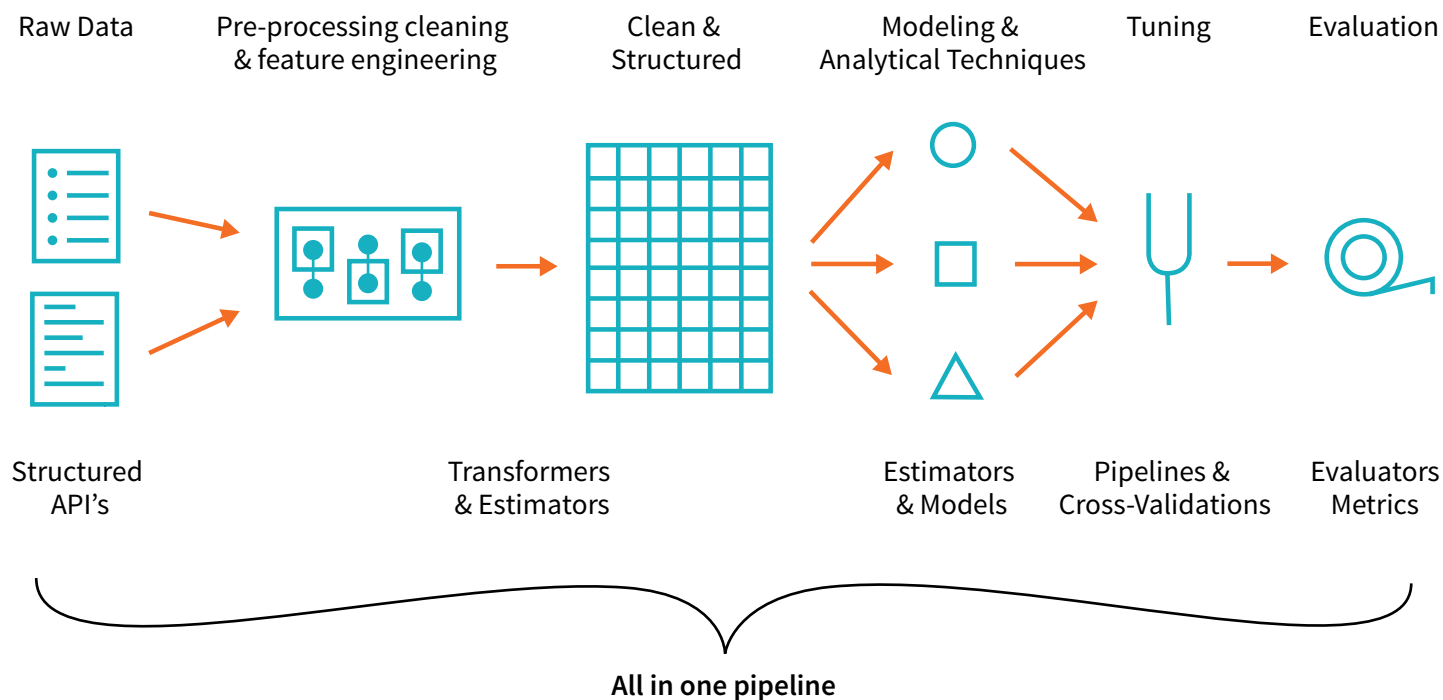 Raw Data
Pre-processing cleaning
& feature engineering
Clean &
Structured
Modeling &
Analytical Techniques
Tuning
Evaluation
Structured
API's
Transformers
& Estimators
Estimators
& Models
Pipelines &
Cross-Validations
Evaluators
Metrics
All in one pipeline